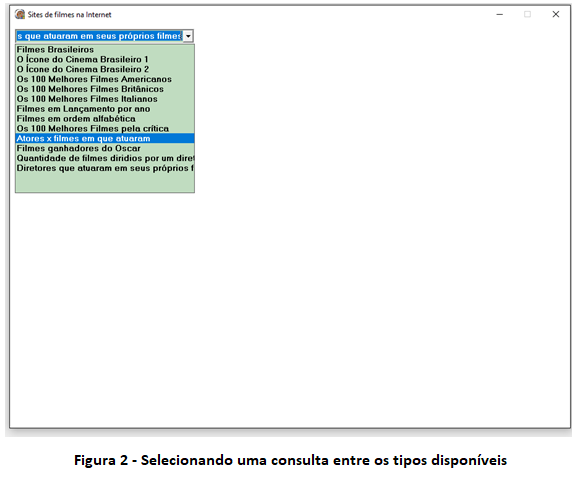 Sites de filmes na Internet
s que atuaram em seus próprios filmes
Filmes Brasileiros
O Ícone do Cinema Brasileiro 1
O Ícone do Cinema Brasileiro 2
Os 100 Melhores Filmes Americanos
Os 100 Melhores Filmes Britânicos
Os 100 Melhores Filmes Italianos
Filmes em Lançamento por ano
Filmes em ordem alfabética
Os 100 Melhores Filmes pela crítica
Atores x filmes em que atuaram
Filmes ganhadores do Oscar
Quantidade de filmes diridios por um diret
Diretores que atuaram em seus próprios f
Figura 2 - Selecionando uma consulta entre os tipos disponíveis